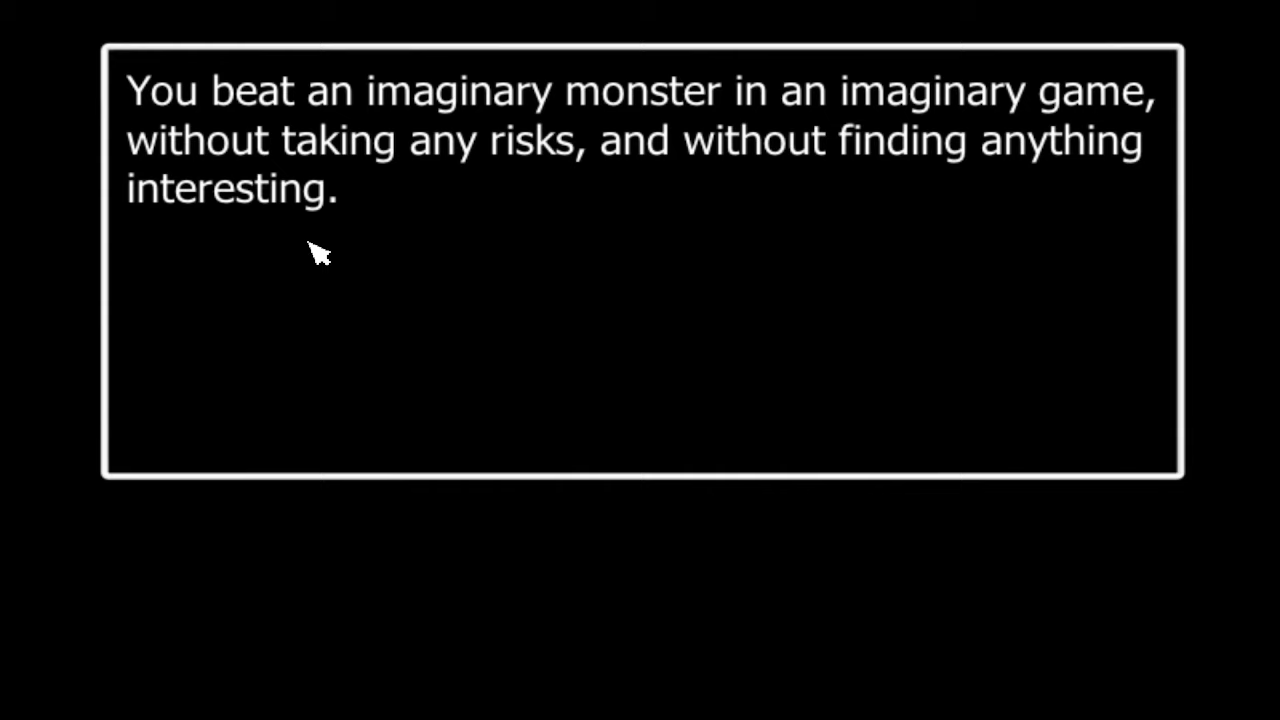 You beat an imaginary monster in an imaginary game,
without taking any risks, and without finding anything
interesting.